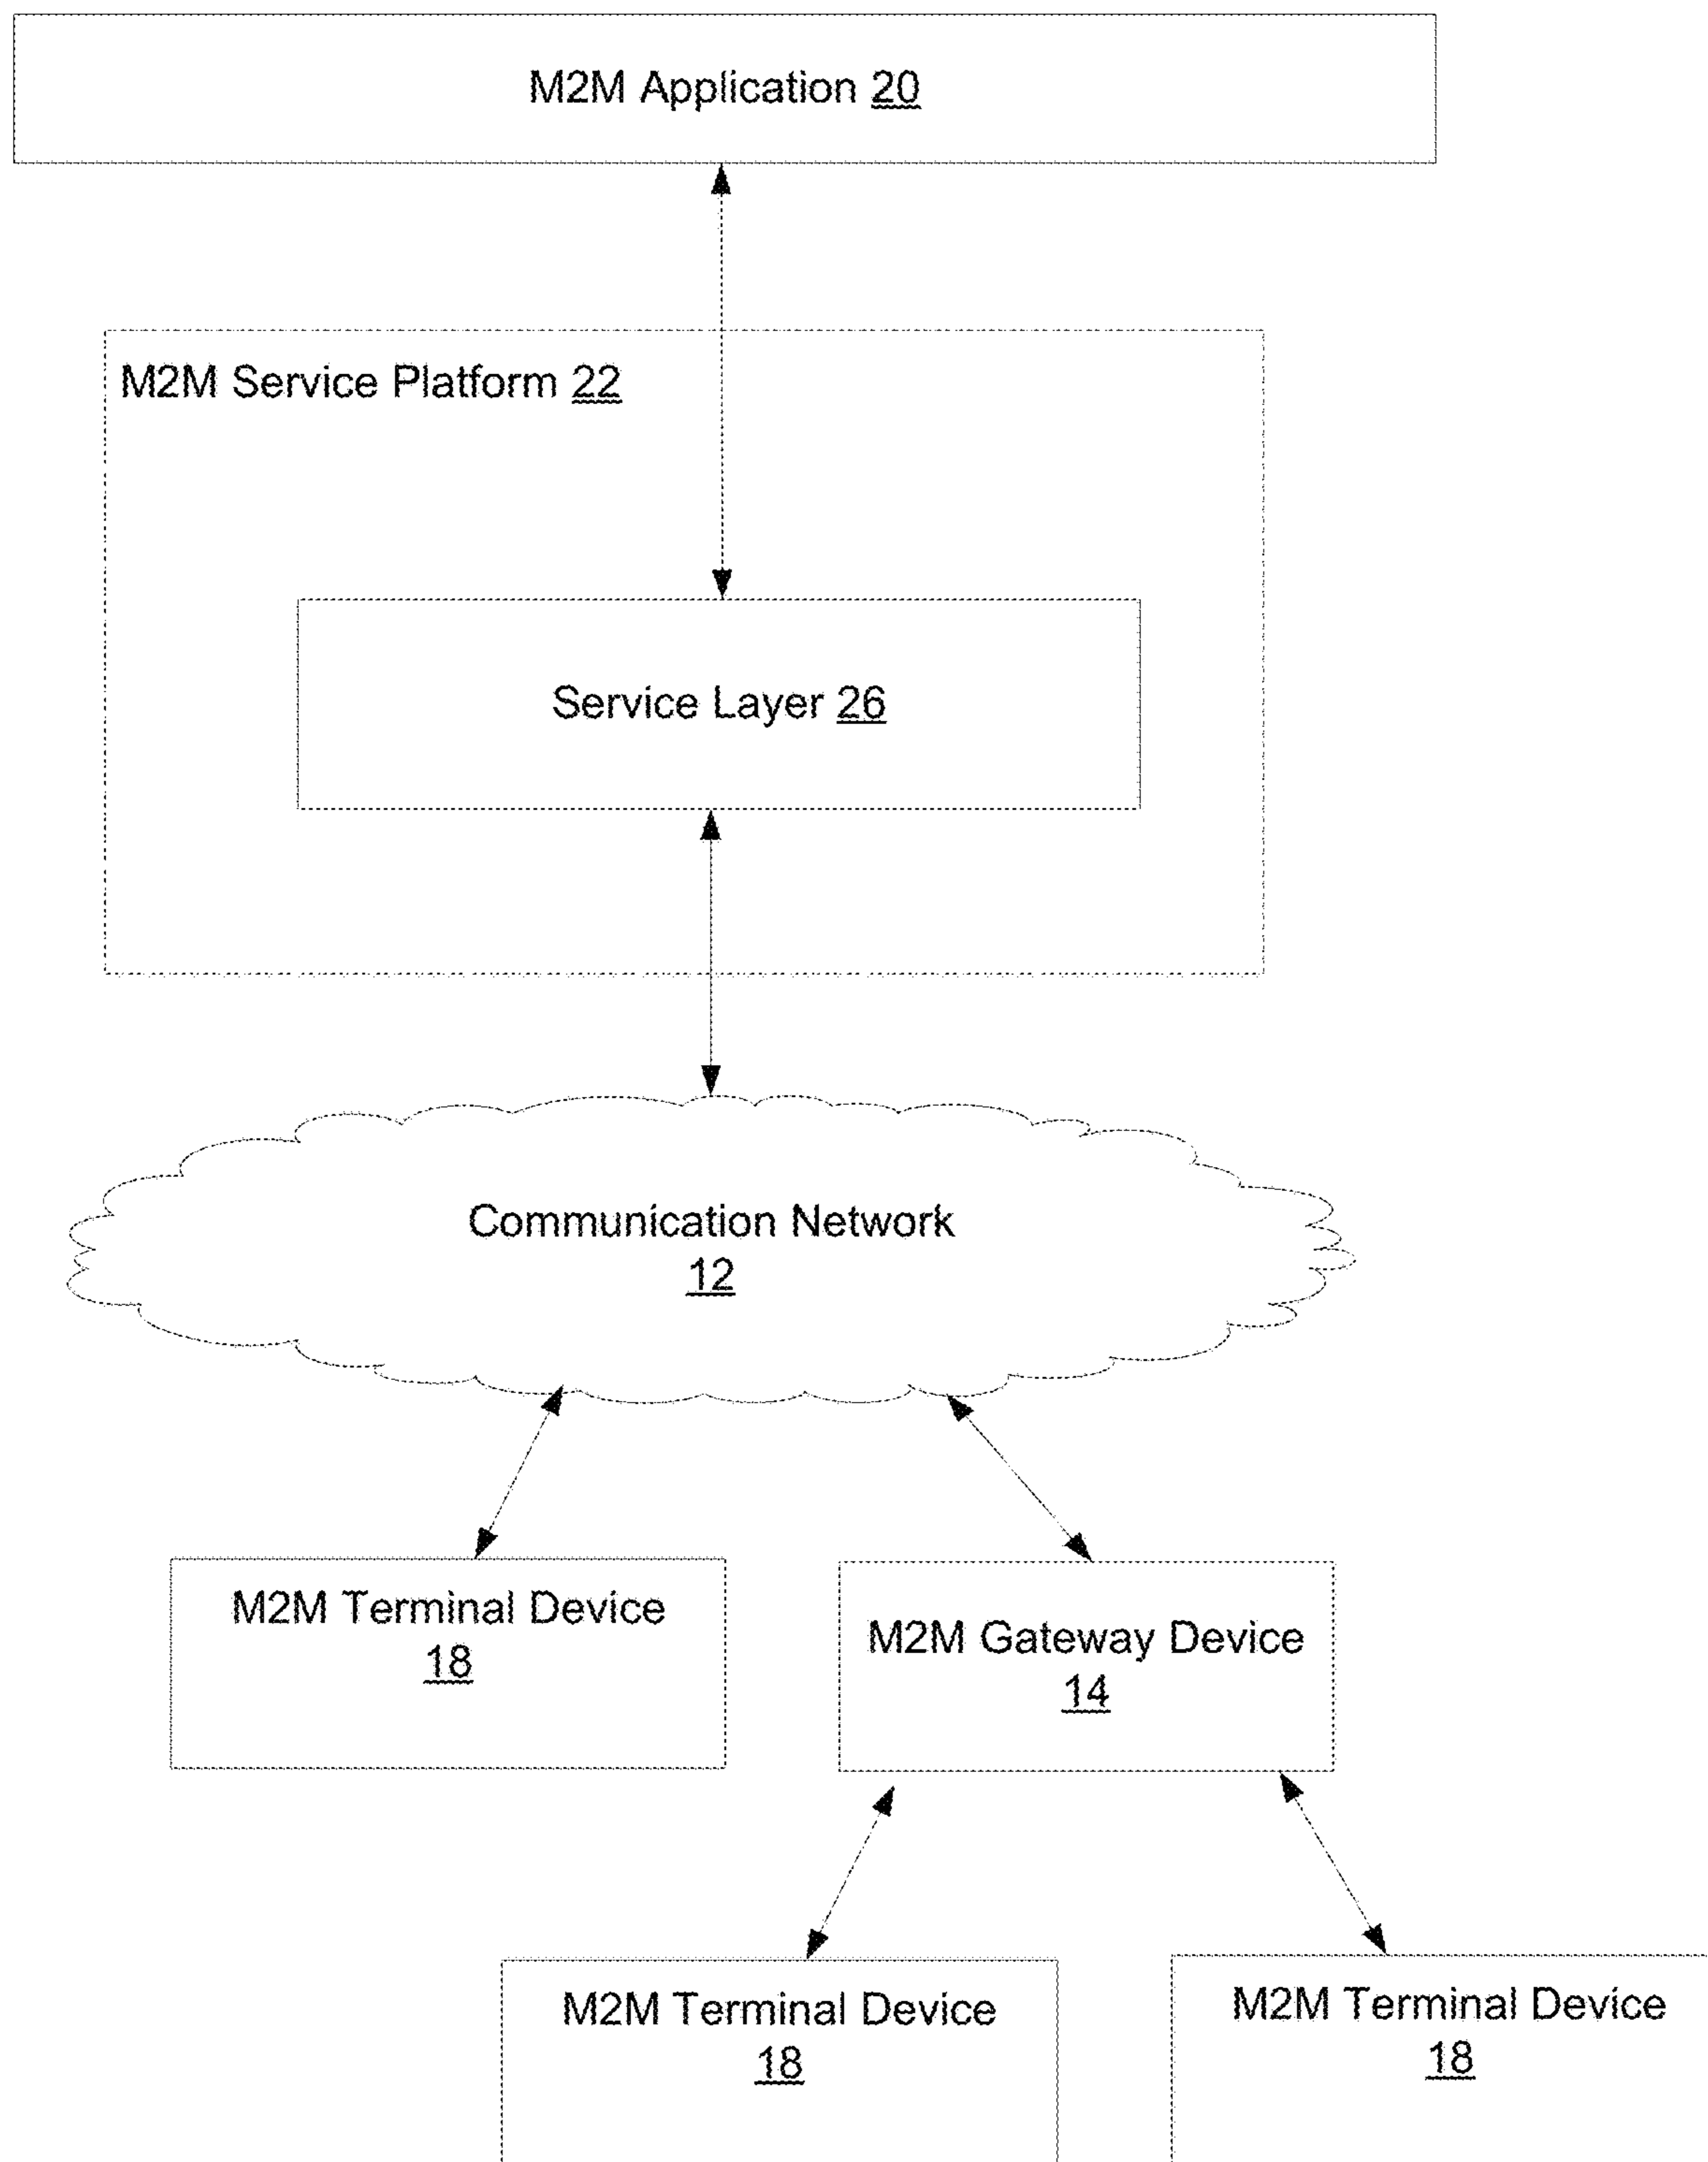 M2M Application 20
M2M Service Platform 22
Service Layer 26
Communication Network
12
M2M Terminal Device
18
M2M Gateway Device
14
M2M Terminal Device
18
M2M Terminal Device
18